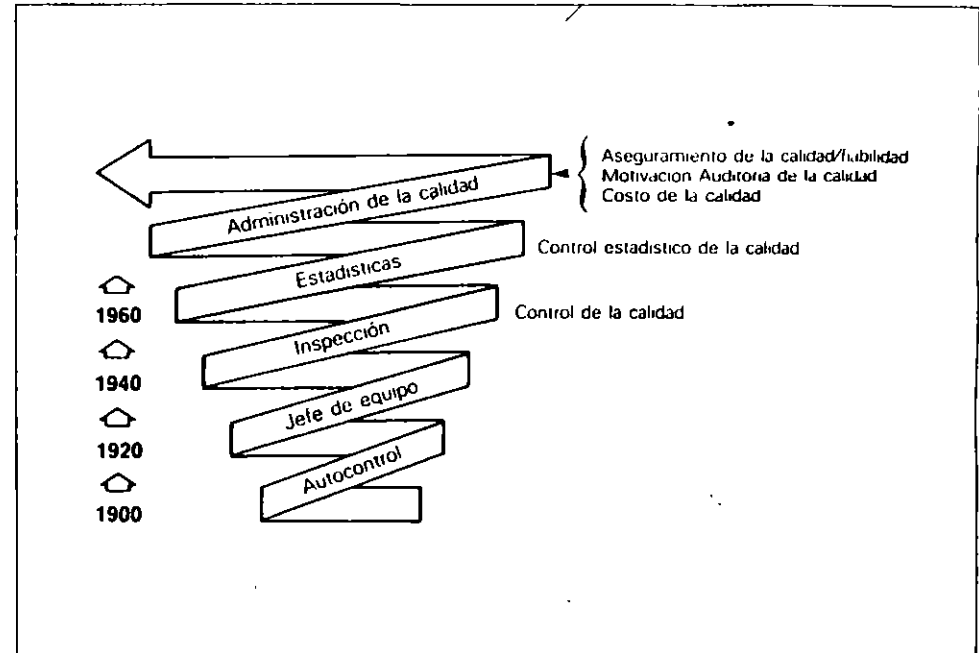 Aseguramiento de la calidad/fiabilidad
Motivación Auditoria de la calidad
Costo de la calidad
Administración de la calidad
Control estadistico de la calidad
Estadisticas
1960
Control de la calidad
Inspección
1940
Jefe de equipo
1920
Autocontrol
1900